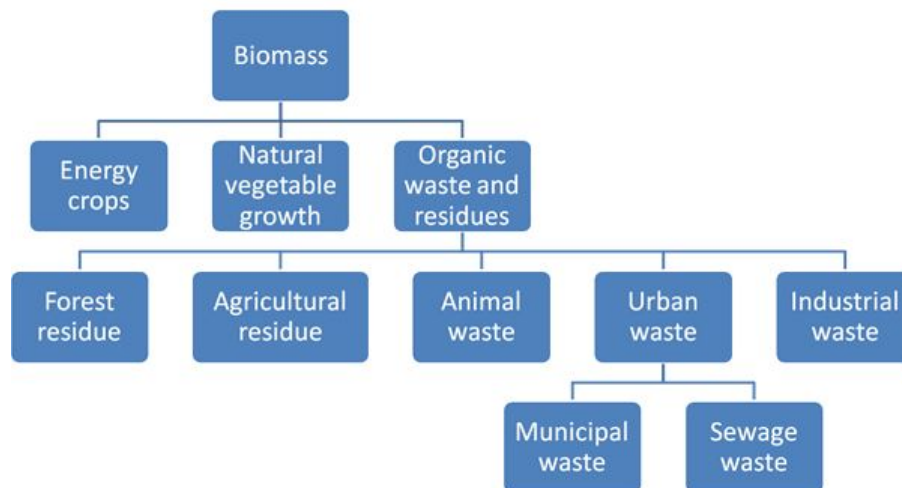 Biomass
Energy
crops
Natural
vegetable
growth
Organic
waste and
residues
Forest
residue
Agricultural
residue
Animal
waste
Urban
waste
Industrial
waste
Municipal
waste
Sewage
waste